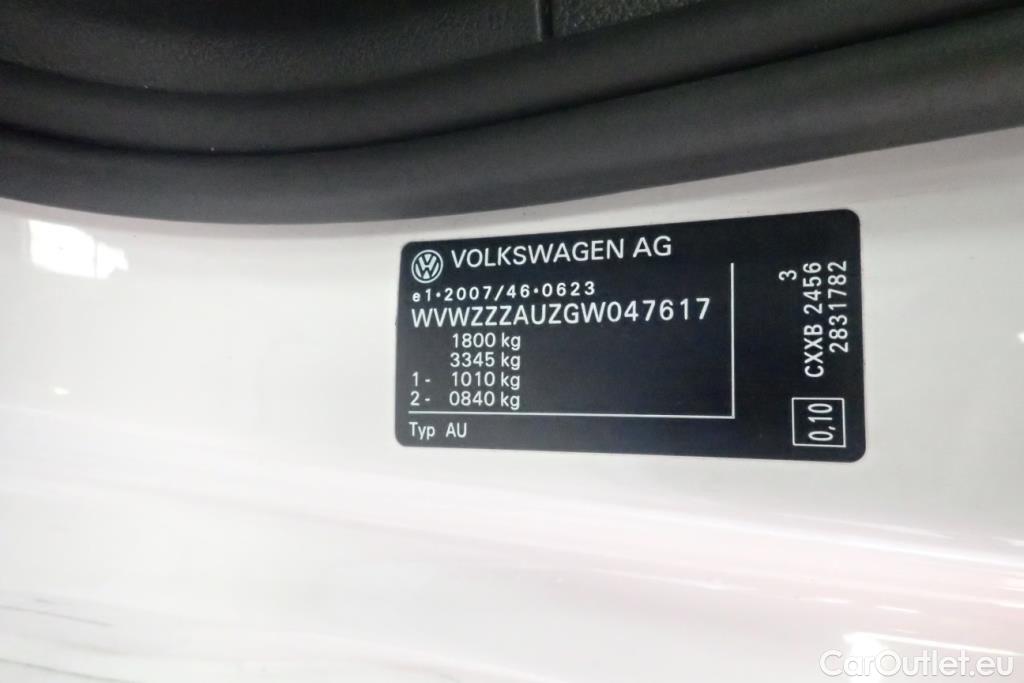 VOLKSWAGEN AG
e1*2007/46*0623
WVWZZZAUZGW047617
1800 kg
3345 kg
1 - 1010 kg
2 - 0840 kg
Typ AU
3
CXXB 2456
2831782
0,10
CarOutlet.eu